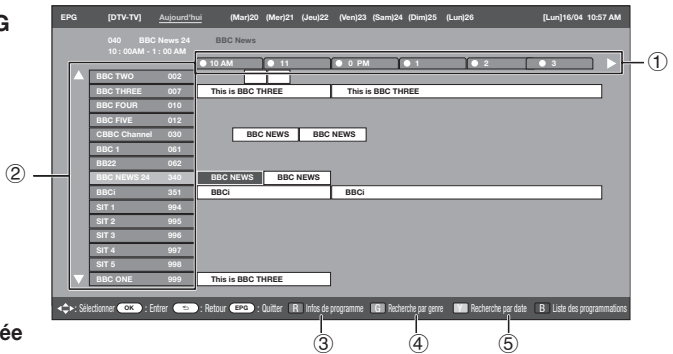 G
EPG [DTV-TV] Aujourd'hui (Mar)20 (Mer)21 (Jeu)22 (Ven)23 (Sam)24 (Dim)25 (Lun)26 [Lun]16/04 10:57 AM
040 BBC News 24 BBC News
10 : 00AM - 1 : 00 AM
10 AM 11 0 PM 1 2 3
①
BBC TWO 002
BBC THREE 007 This is BBC THREE This is BBC THREE
BBC FOUR 010
BBC FIVE 012
CBBC Channel 030 BBC NEWS BBC NEWS
BBC 1 061
BB22 062
②
BBC NEWS 24 340 BBC NEWS BBC NEWS
BBCi 351 BBCi BBCi
SIT 1 994
SIT 2 995
SIT 3 996
SIT 4 997
SIT 5 998
BBC ONE 999 This is BBC THREE
: Sélectionner OK : Entrer : Retour EPG : Quitter R Infos de programme G Recherche par genre Y Recherche par date B Liste des programmations
ée
③ ④ ⑤